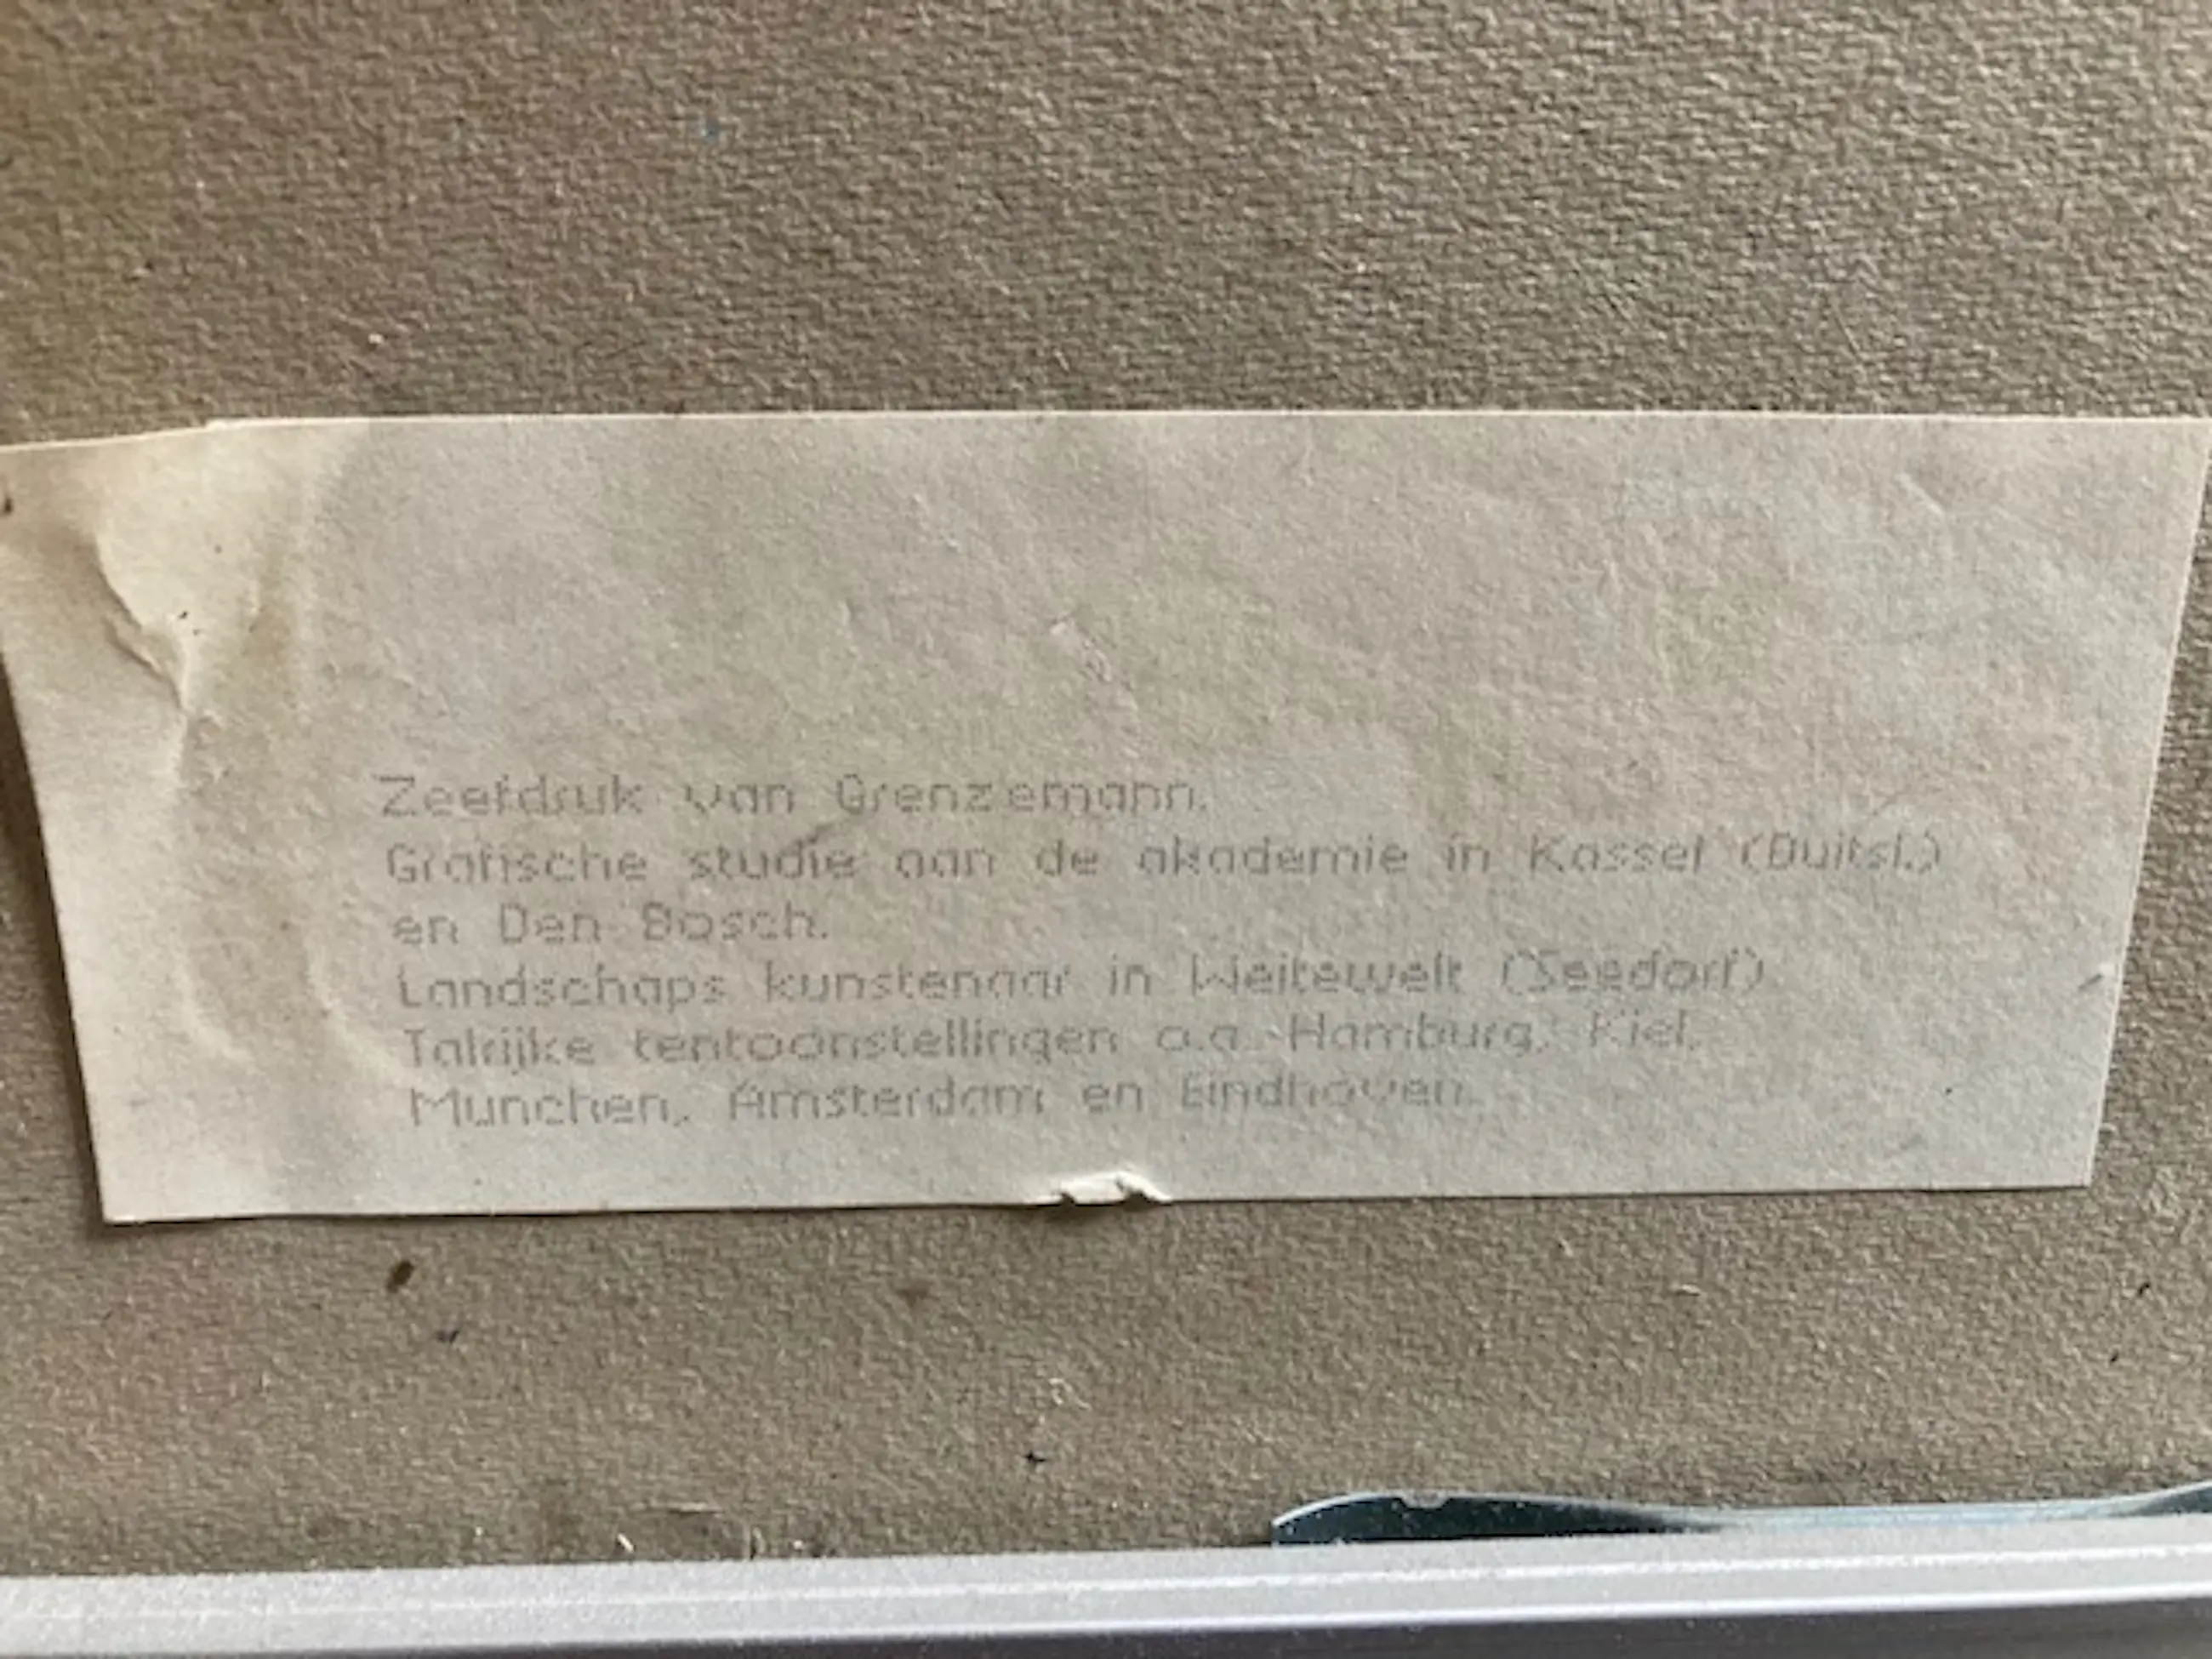 Zeefdruk van Grenzemann.
Grafische studie aan de akademie in Kassel (Duitsl.)
en Den Bosch.
Landschaps kunstenaar in Weitewelt (Seedorf)
Talrijke tentoonstellingen o.a. Hamburg, Kiel,
Munchen, Amsterdam en Eindhoven.